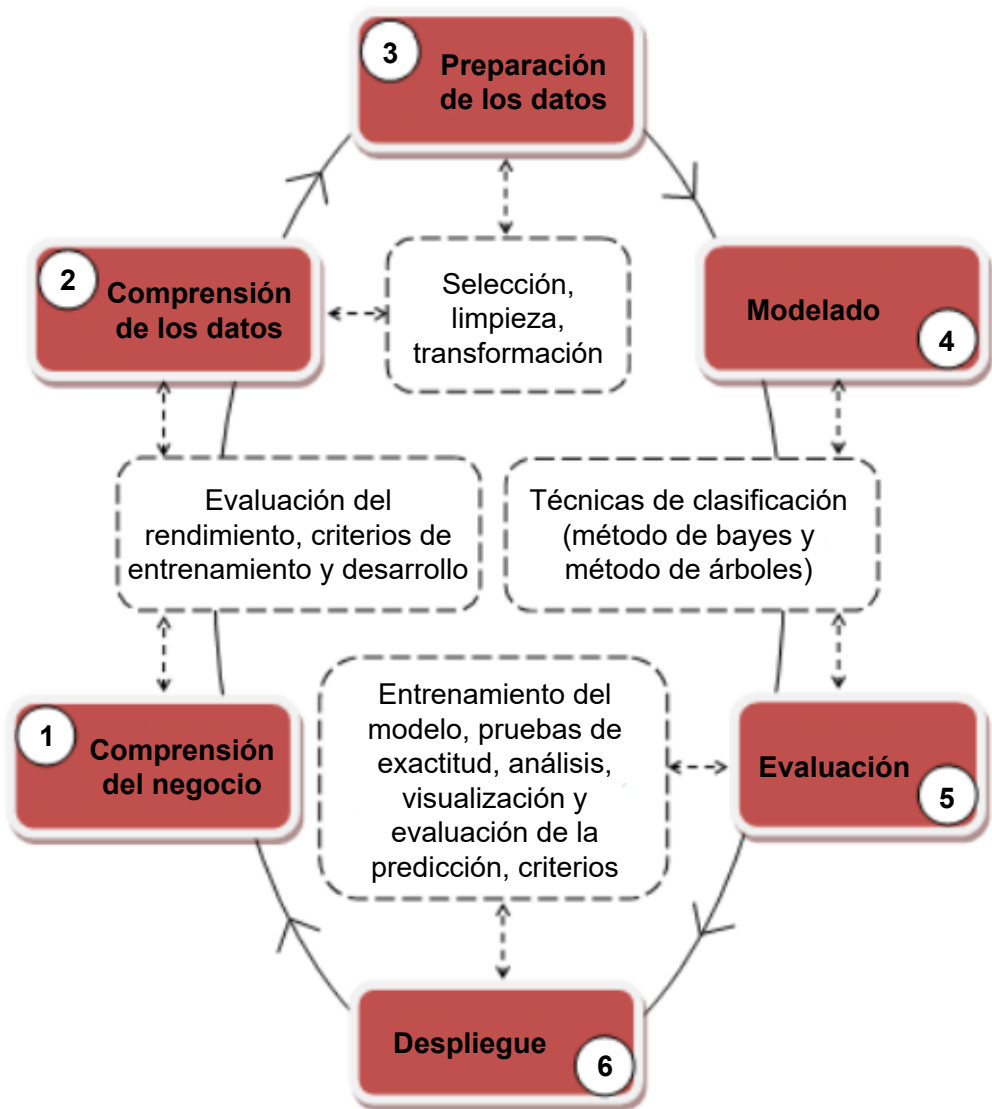 3
Preparación
de los datos
2
Comprensión
de los datos
Selección,
limpieza,
transformación
Modelado
4
Evaluación del
rendimiento, criterios de
entrenamiento y desarrollo
Técnicas de clasificación
(método de bayes y
método de árboles)
1
Comprensión
del negocio
Entrenamiento del
modelo, pruebas de
exactitud, análisis,
visualización y
evaluación de la
predicción, criterios
Evaluación
5
Despliegue
6